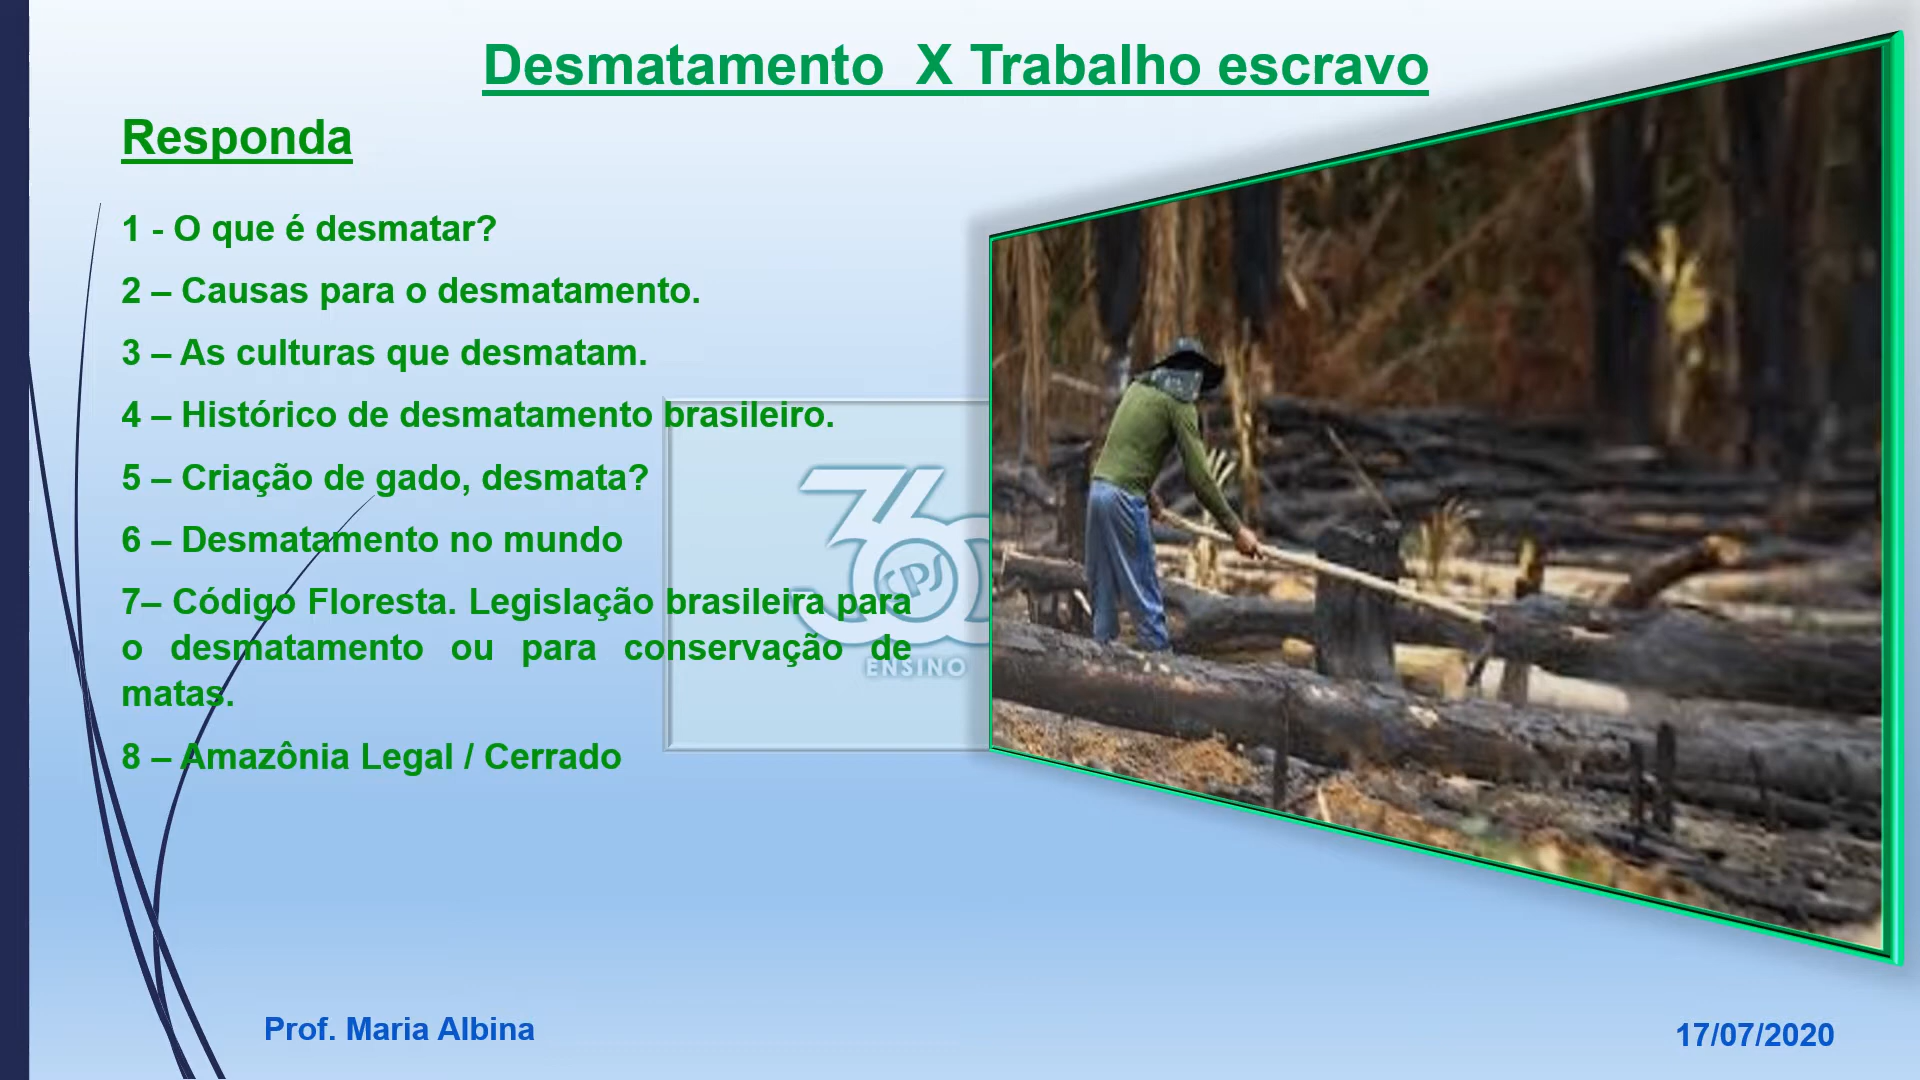 Desmatamento X Trabalho escravo
Responda
1 - O que é desmatar?
2 – Causas para o desmatamento.
3 – As culturas que desmatam.
4 – Histórico de desmatamento brasileiro.
5 – Criação de gado, desmata?
6 – Desmatamento no mundo
7– Código Floresta. Legislação brasileira para
o desmatamento ou para conservação de
matas.
8 – Amazônia Legal / Cerrado
360
CPS
ENSINO
Prof. Maria Albina
17/07/2020